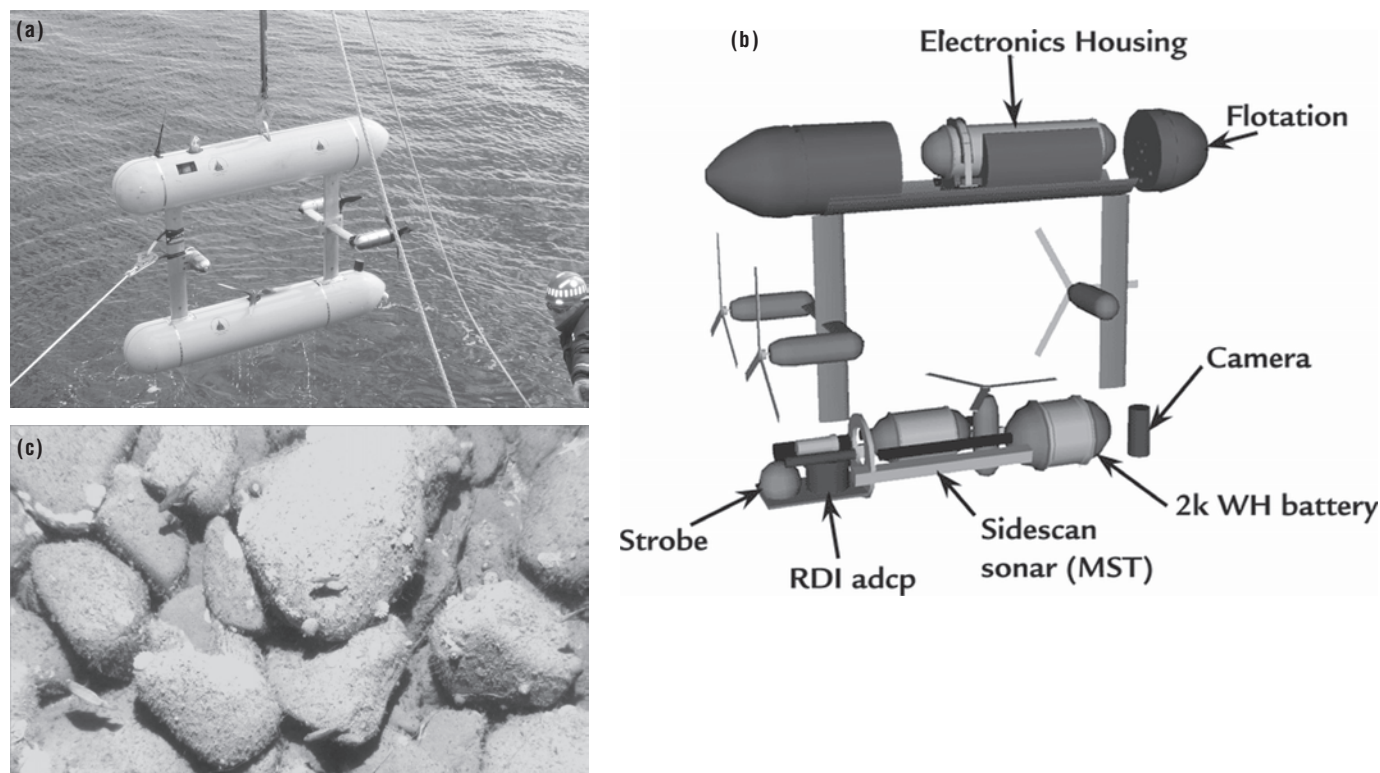 (a)
(b)
Electronics Housing
Flotation
Camera
2k WH battery
Sidescan
sonar (MST)
RDI adcp
Strobe
(c)